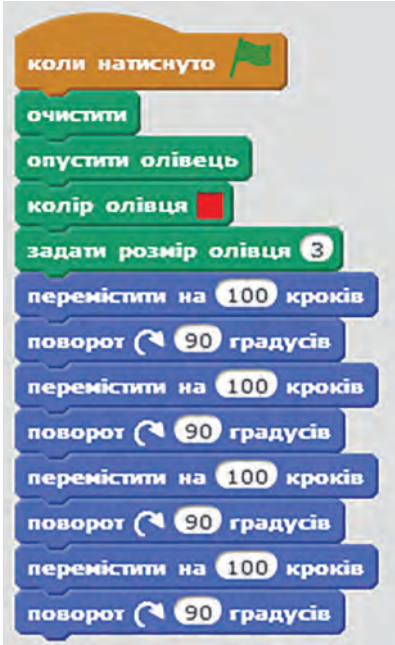 коли натиснуто
очистити
опустити олівець
колір олівця
задати розмір олівця 3
перемістити на 100 кроків
поворот 90 градусів
перемістити на 100 кроків
поворот 90 градусів
перемістити на 100 кроків
поворот 90 градусів
перемістити на 100 кроків
поворот 90 градусів